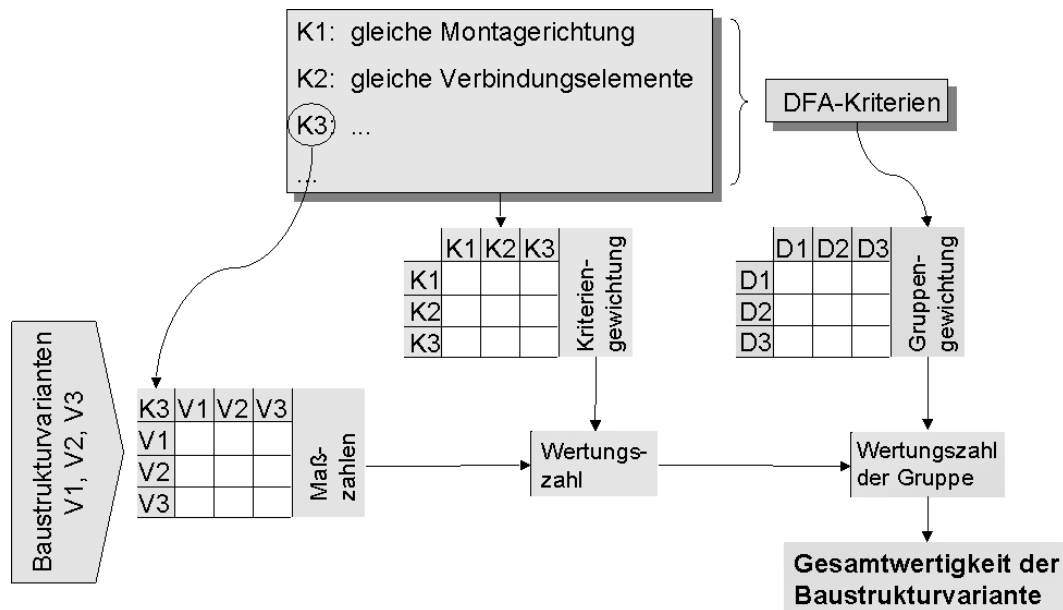 K1: gleiche Montagerichtung
K2: gleiche Verbindungselemente
K3: ...
...
DFA-Kriterien
K1 K2 K3
K1
K2
K3
Kriterien-
gewichtung
D1 D2 D3
D1
D2
D3
Gruppen-
gewichtung
Baustrukturvarianten
V1, V2, V3
K3 V1 V2 V3
V1
V2
V3
Maß-
zahlen
Wertungs-
zahl
Wertungszahl
der Gruppe
Gesamtwertigkeit der
Baustrukturvariante